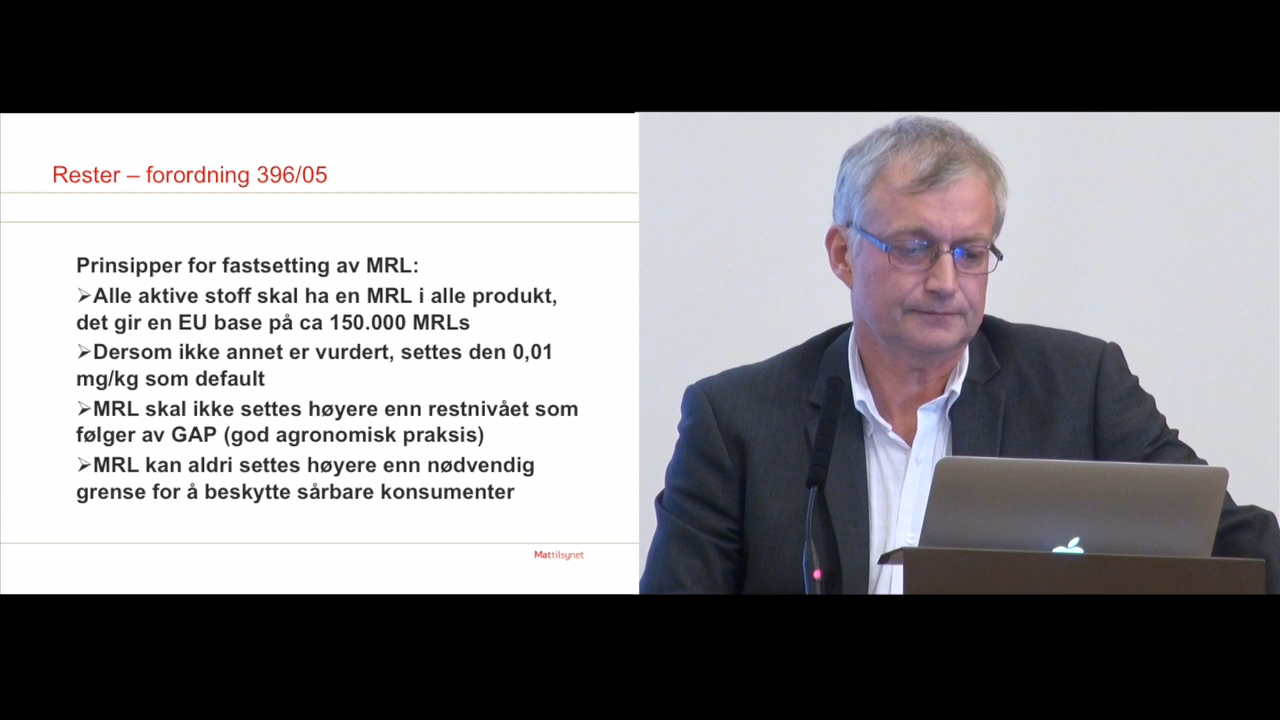 Rester – forordning 396/05
Prinsipper for fastsetting av MRL:
➢Alle aktive stoff skal ha en MRL i alle produkt,
det gir en EU base på ca 150.000 MRLs
➢Dersom ikke annet er vurdert, settes den 0,01
mg/kg som default
➢MRL skal ikke settes høyere enn restnivået som
følger av GAP (god agronomisk praksis)
➢MRL kan aldri settes høyere enn nødvendig
grense for å beskytte sårbare konsumenter
Mattilsynet